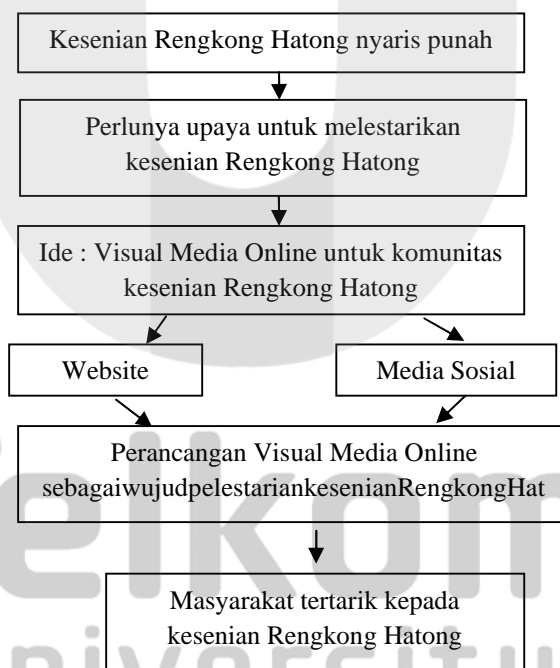 Kesenian Rengkong Hatong nyaris punah
Perlunya upaya untuk melestarikan
kesenian Rengkong Hatong
Ide : Visual Media Online untuk komunitas
kesenian Rengkong Hatong
Website
Media Sosial
Perancangan Visual Media Online
sebagaiwujudpelestariankesenianRengkongHat
Masyarakat tertarik kepada
kesenian Rengkong Hatong